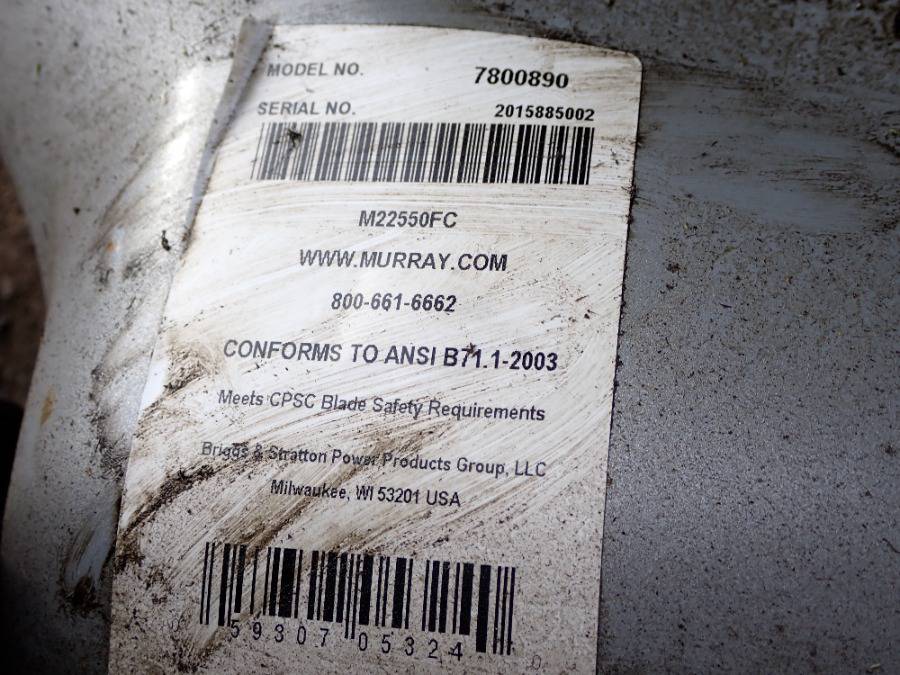 MODEL NO. 7800890
SERIAL NO. 2015885002
M22550FC
WWW.MURRAY.COM
800-661-6662
CONFORMS TO ANSI B71.1-2003
Meets CPSC Blade Safety Requirements
Briggs & Stratton Power Products Group, LLC
Milwaukee, WI 53201 USA
59307 05324 0